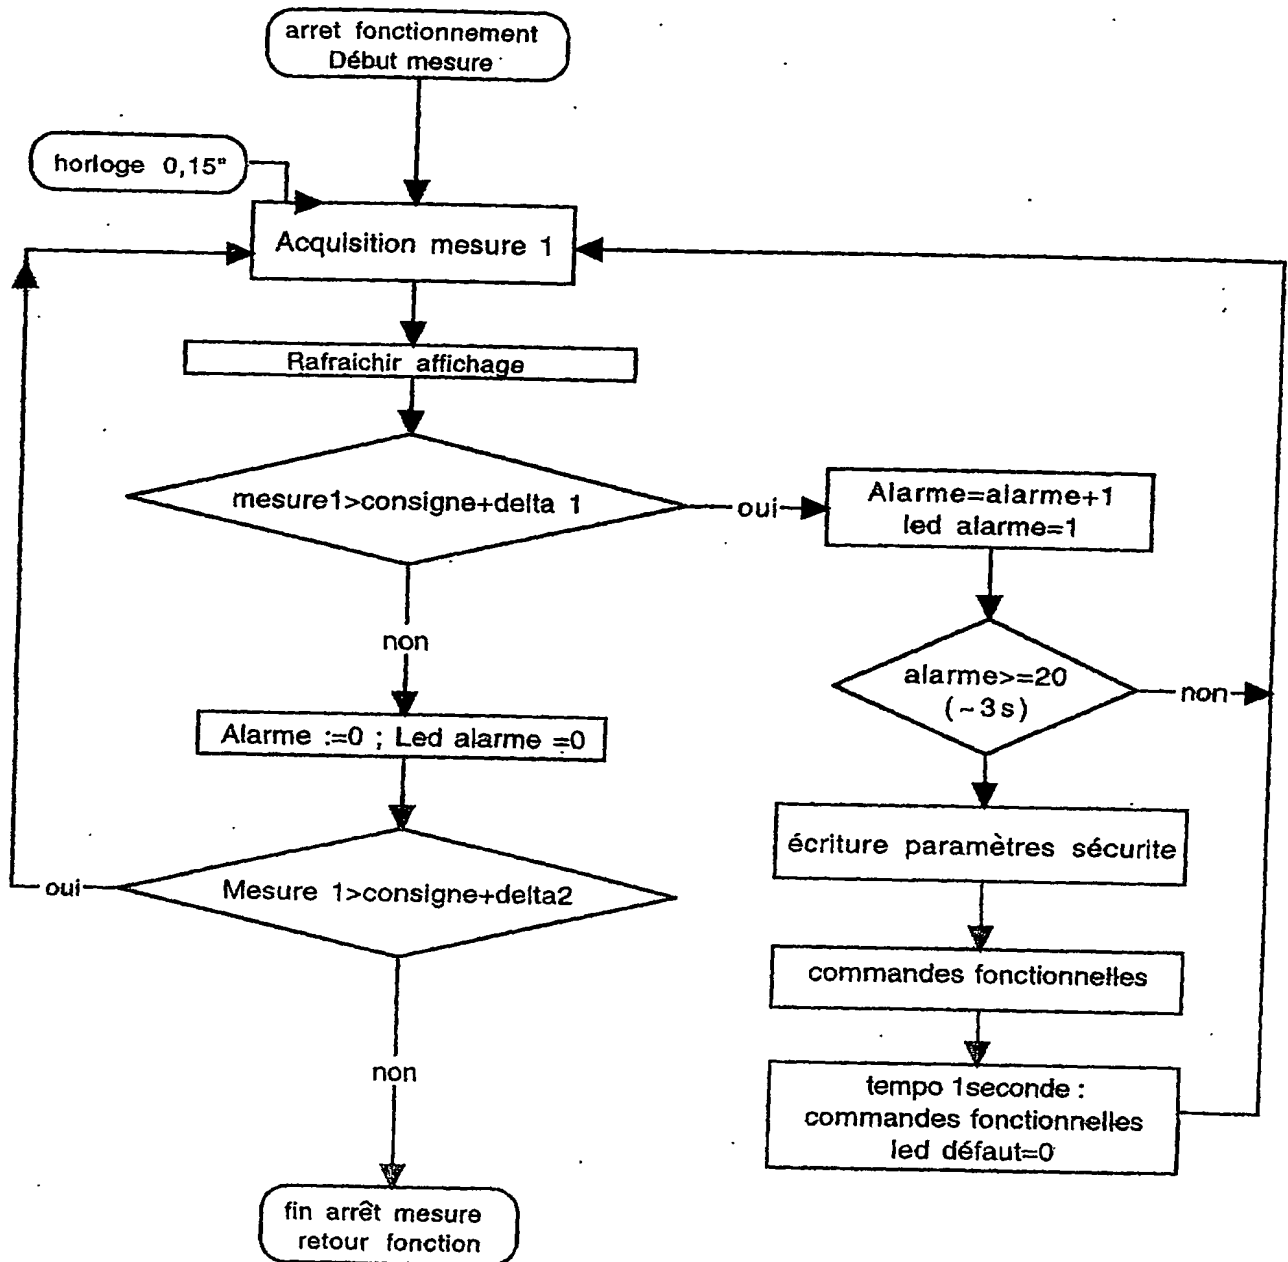 arret fonctionnement
Début mesure
horloge 0,15"
Acquisition mesure 1
Rafraichir affichage
mesure1>consigne+delta 1
oui
Alarme=alarme+1
led alarme=1
non
alarme>=20
(~3s)
non
Alarme :=0 ; Led alarme =0
écriture paramètres sécurite
oui
Mesure 1>consigne+delta2
commandes fonctionnelles
non
tempo 1seconde :
commandes fonctionnelles
led défaut=0
fin arrêt mesure
retour fonction